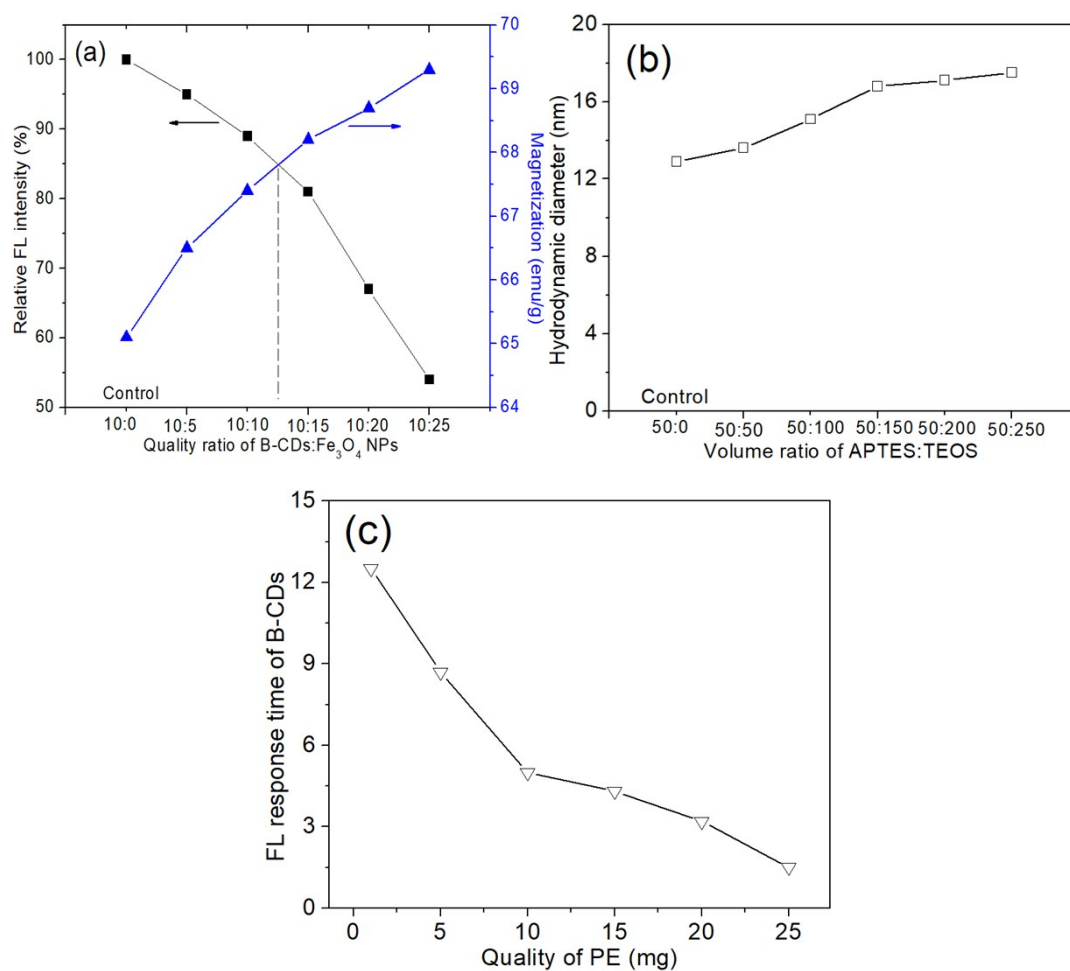 (a)
Relative FL intensity (%)
100
90
80
70
60
50
Control
10:0 10:5 10:10 10:15 10:20 10:25
Quality ratio of B-CDs:Fe₃O₄ NPs
70
69
68
67
66
65
64
Magnetization (emu/g)
(b)
Hydrodynamic diameter (nm)
20
16
12
8
4
0
Control
50:0 50:50 50:100 50:150 50:200 50:250
Volume ratio of APTES:TEOS
(c)
FL response time of B-CDs
15
12
9
6
3
0
0 5 10 15 20 25
Quality of PE (mg)